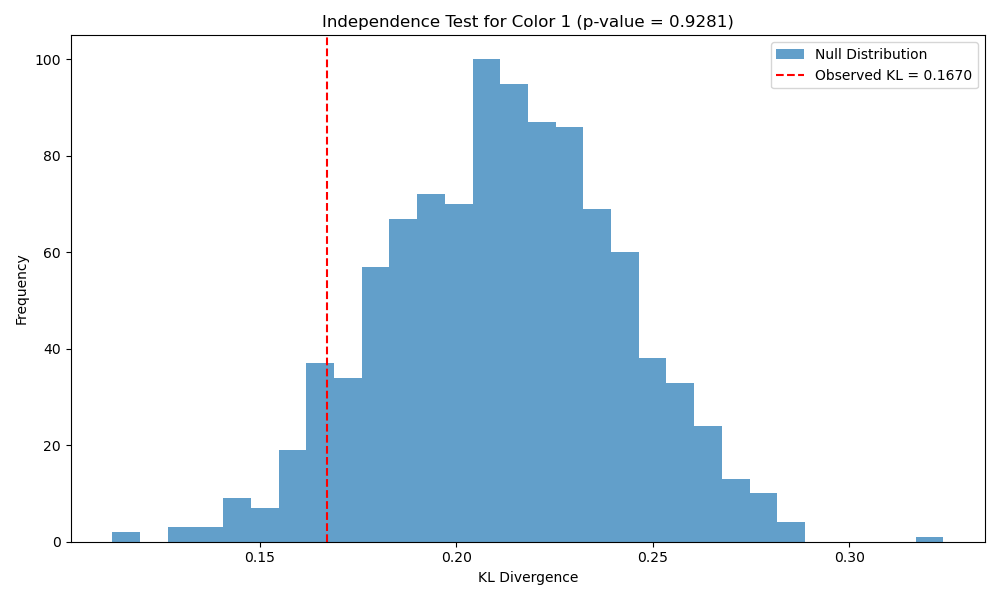 Independence Test for Color 1 (p-value = 0.9281)
Null Distribution
Observed KL = 0.1670
100
80
60
40
20
0
Frequency
0.15
0.20
0.25
0.30
KL Divergence